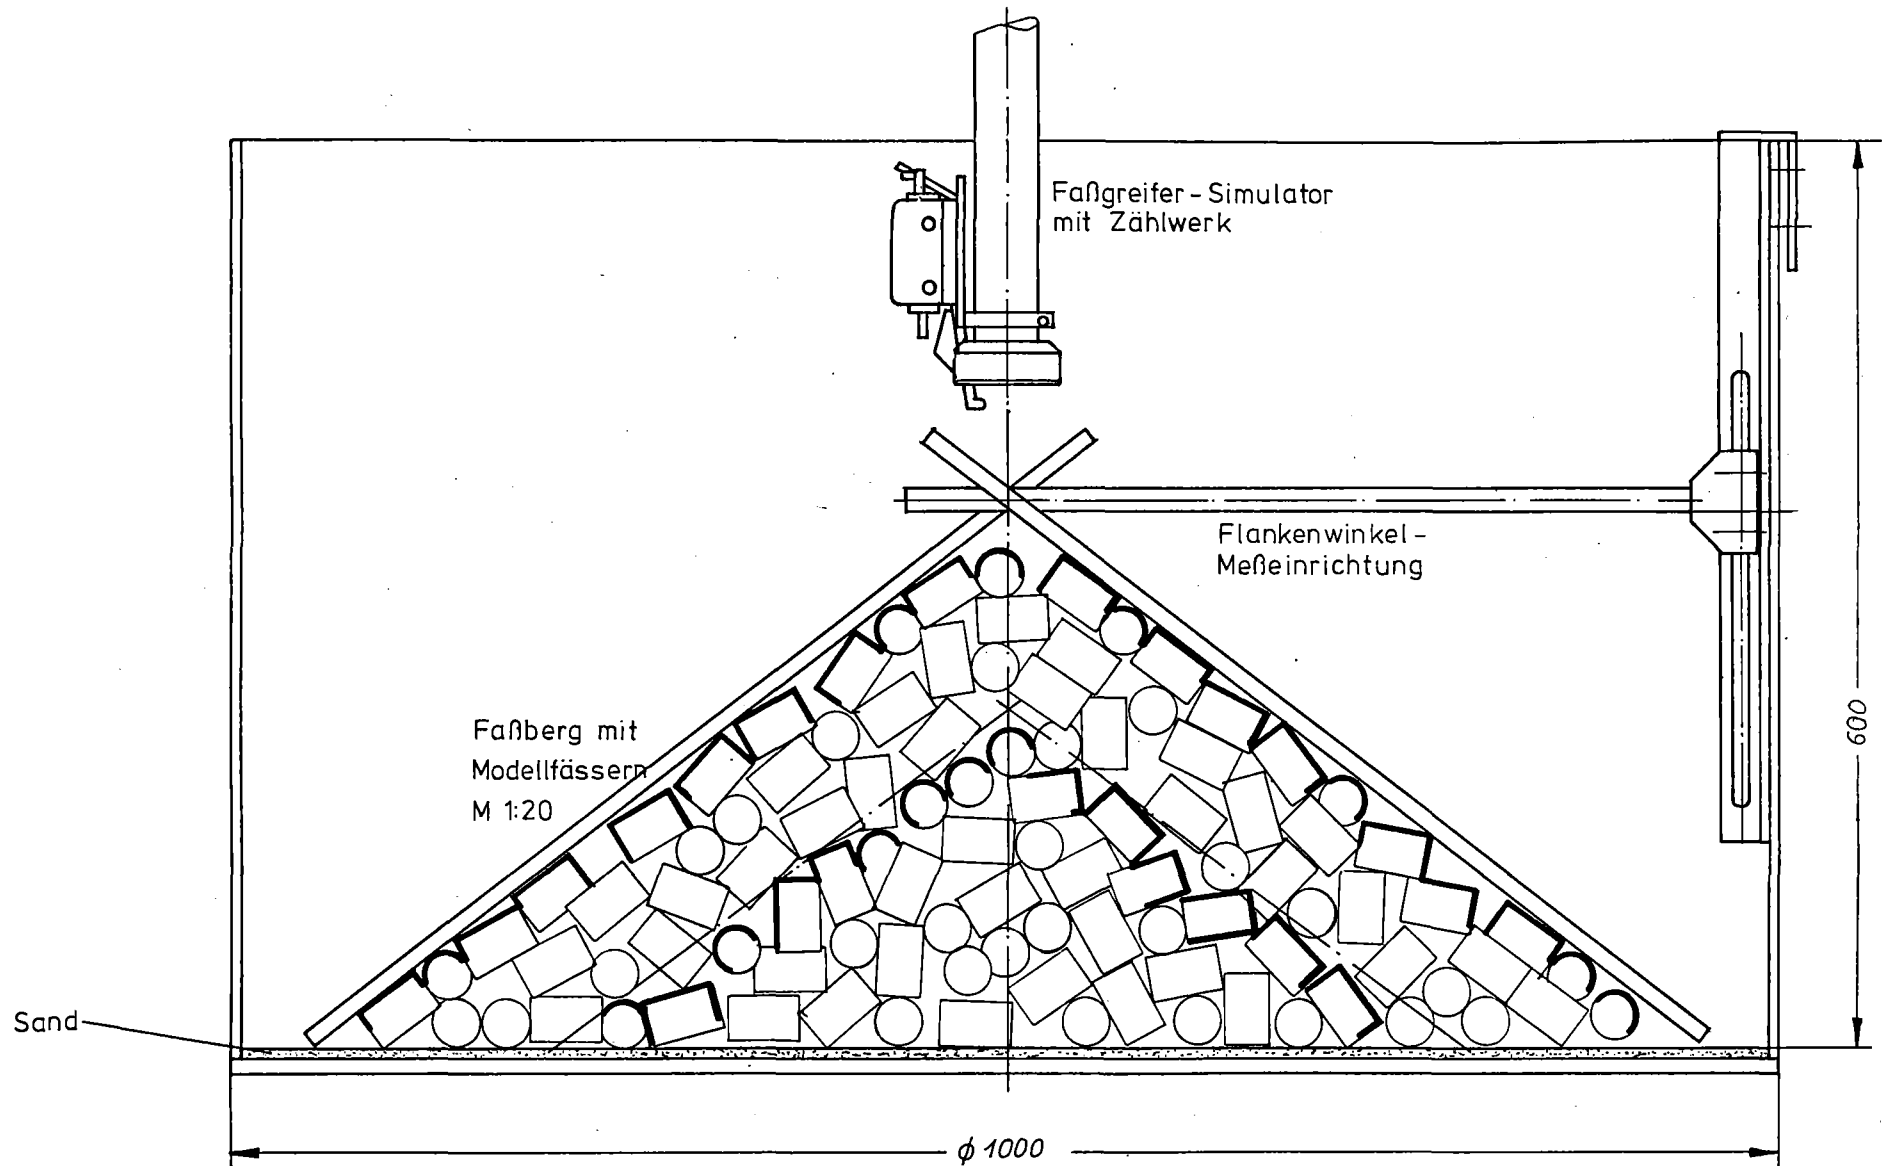 Faßgreifer-Simulator
mit Zählwerk
Flankenwinkel-
Meßeinrichtung
Faßberg mit
Modellfässern
M 1:20
600
Sand
ϕ 1000